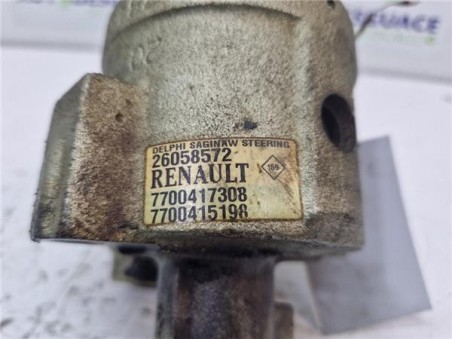 DELPHI SAGINAW STEERING
26058572
RENAULT
7700417308
7700415198